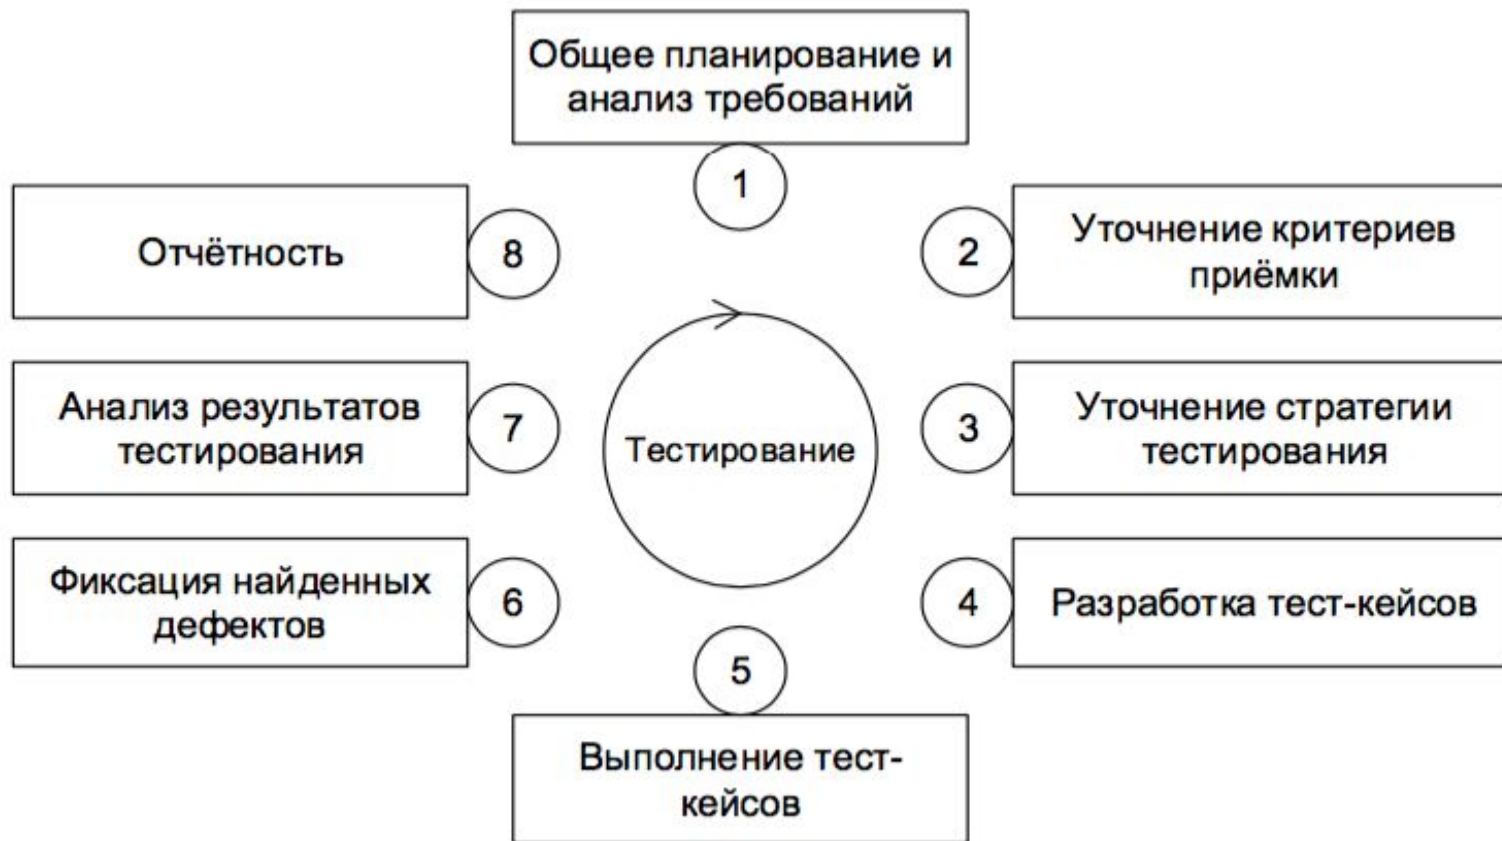 Общее планирование и
анализ требований
1
2
Уточнение критериев
приёмки
3
Уточнение стратегии
тестирования
4
Разработка тест-кейсов
5
Выполнение тест-
кейсов
6
Фиксация найденных
дефектов
7
Анализ результатов
тестирования
8
Отчётность
Тестирование